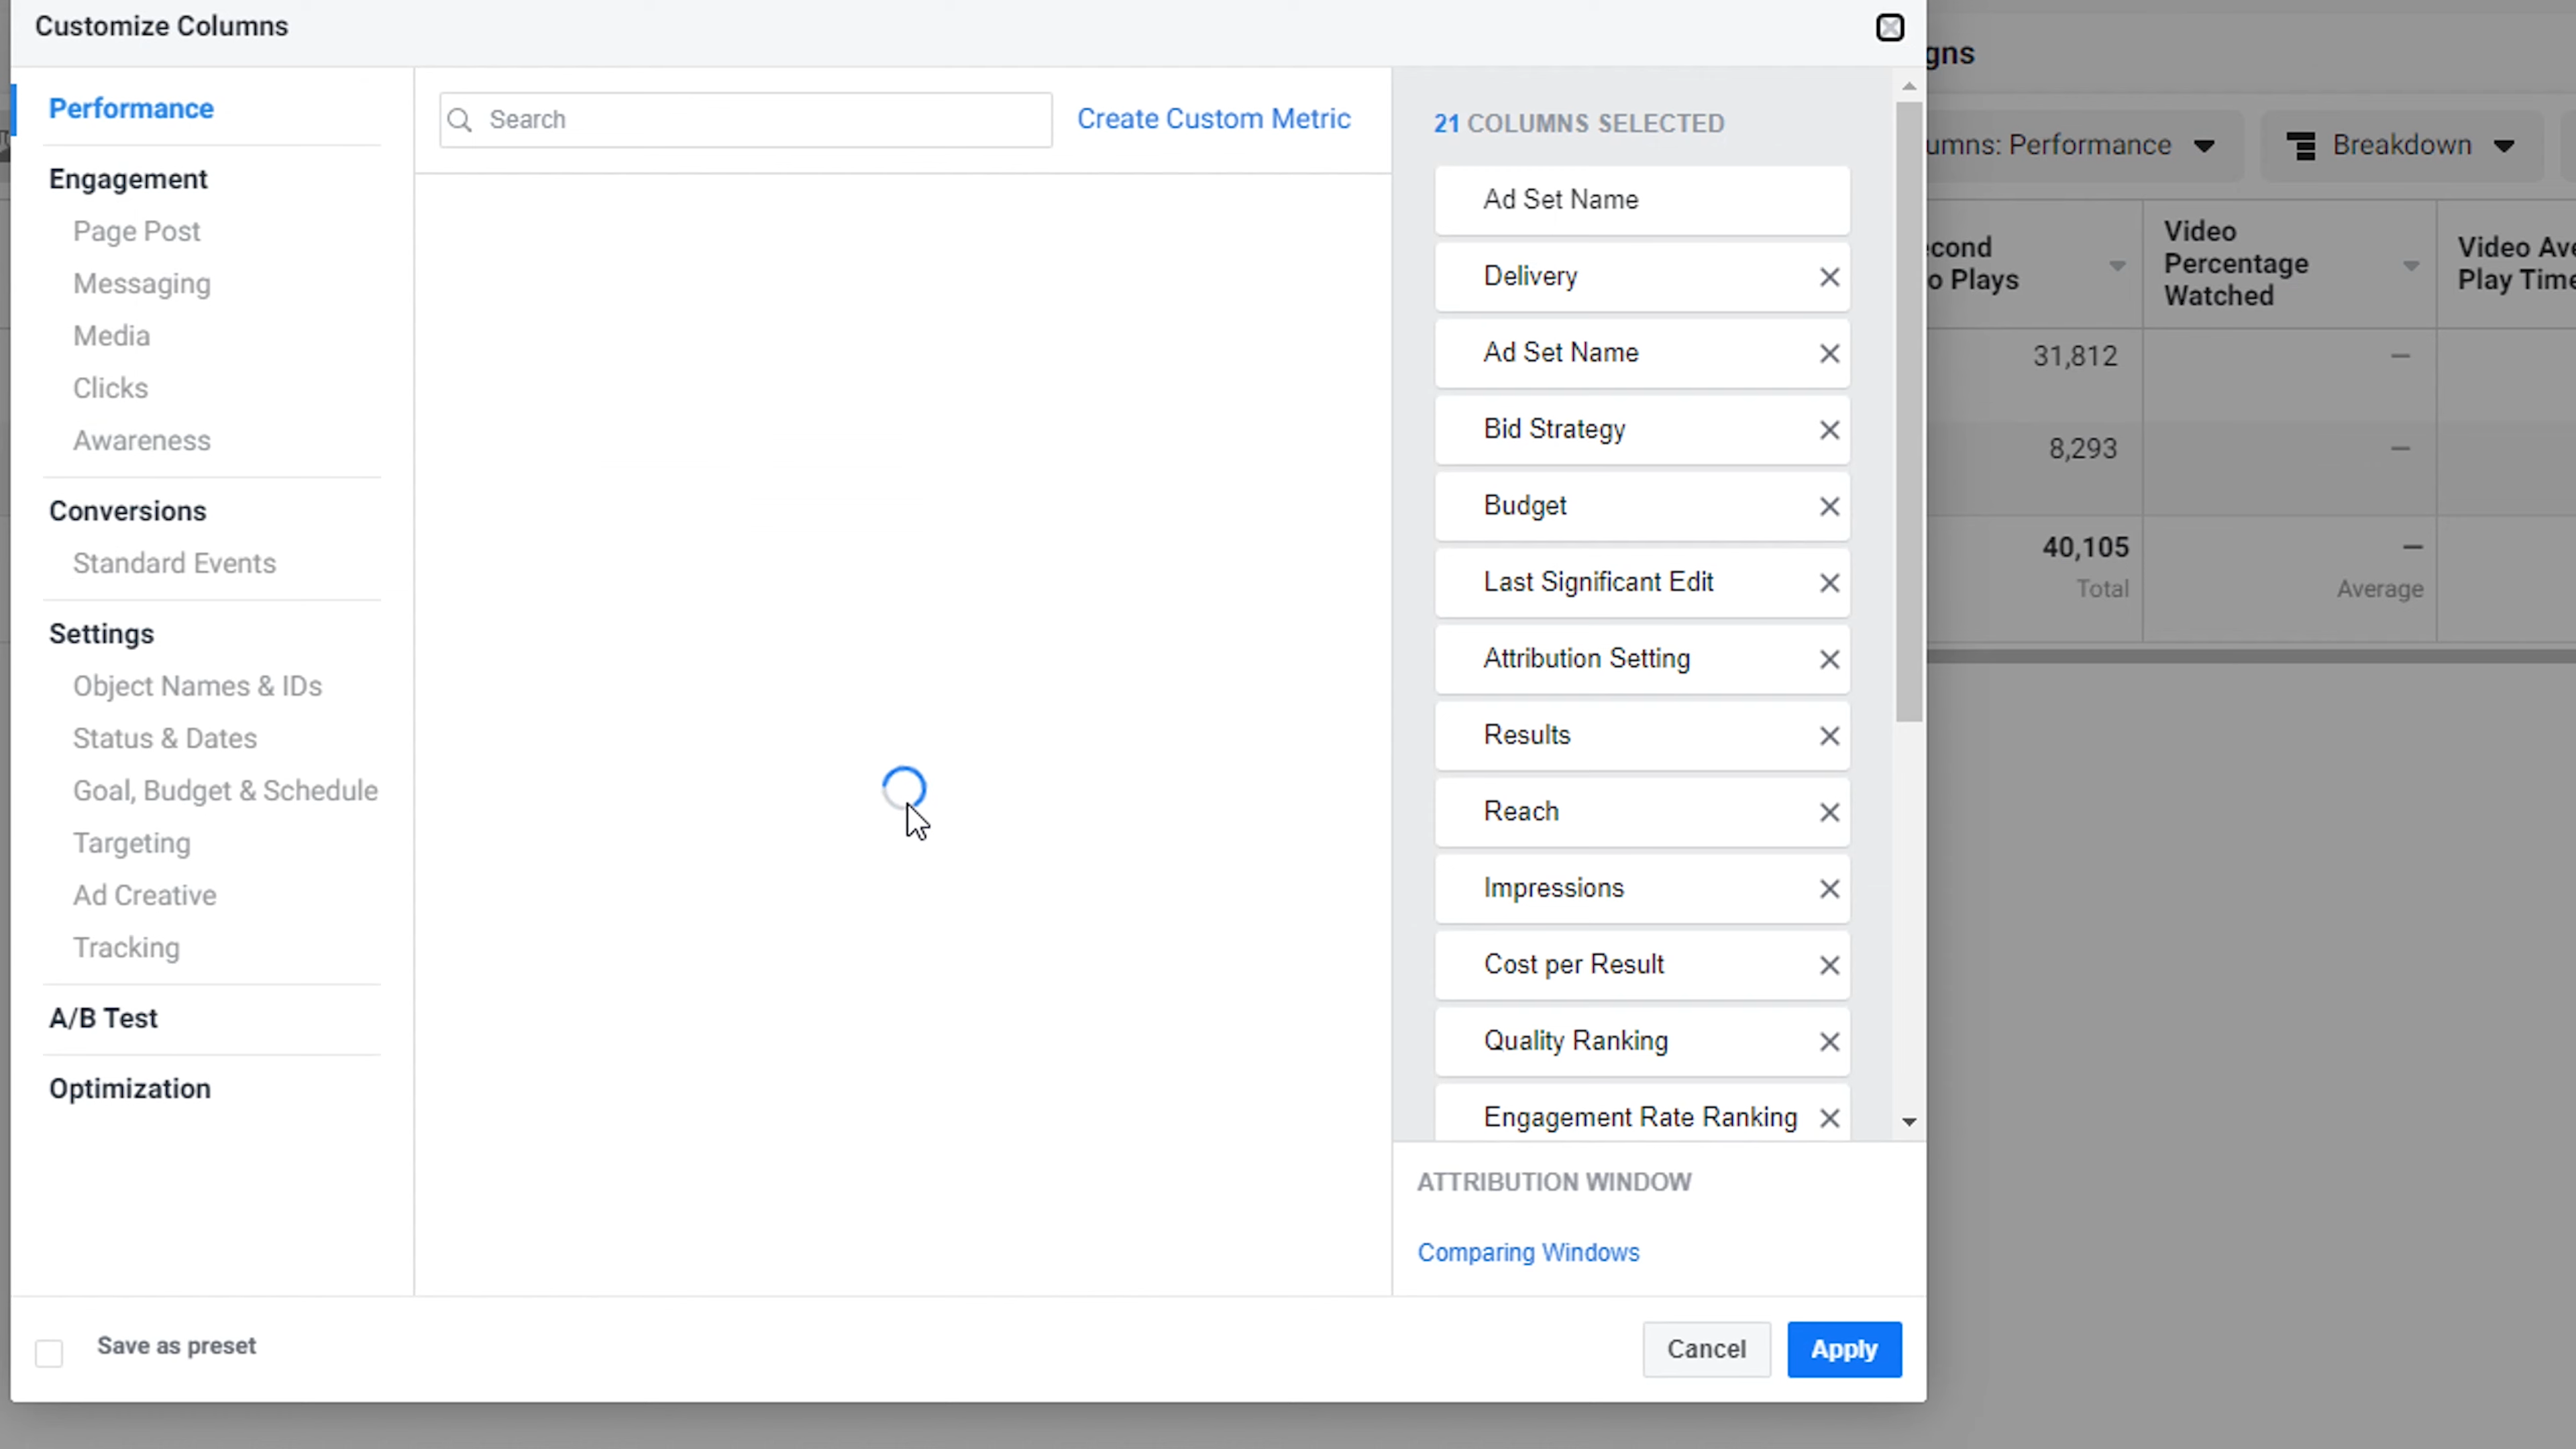 Customize Columns
Performance
Engagement
Page Post
Messaging
Media
Clicks
Awareness
Conversions
Standard Events
Settings
Object Names & IDs
Status & Dates
Goal, Budget & Schedule
Targeting
Ad Creative
Tracking
A/B Test
Optimization
Search
Create Custom Metric
21 COLUMNS SELECTED
Ad Set Name
Delivery
Ad Set Name
Bid Strategy
Budget
Last Significant Edit
Attribution Setting
Results
Reach
Impressions
Cost per Result
Quality Ranking
Engagement Rate Ranking
ATTRIBUTION WINDOW
Comparing Windows
Save as preset
Cancel
Apply
gns
umns: Performance
Breakdown
cond
o Plays
Video
Percentage
Watched
Video Ave
Play Time
31,812
—
8,293
—
40,105
Total
—
Average